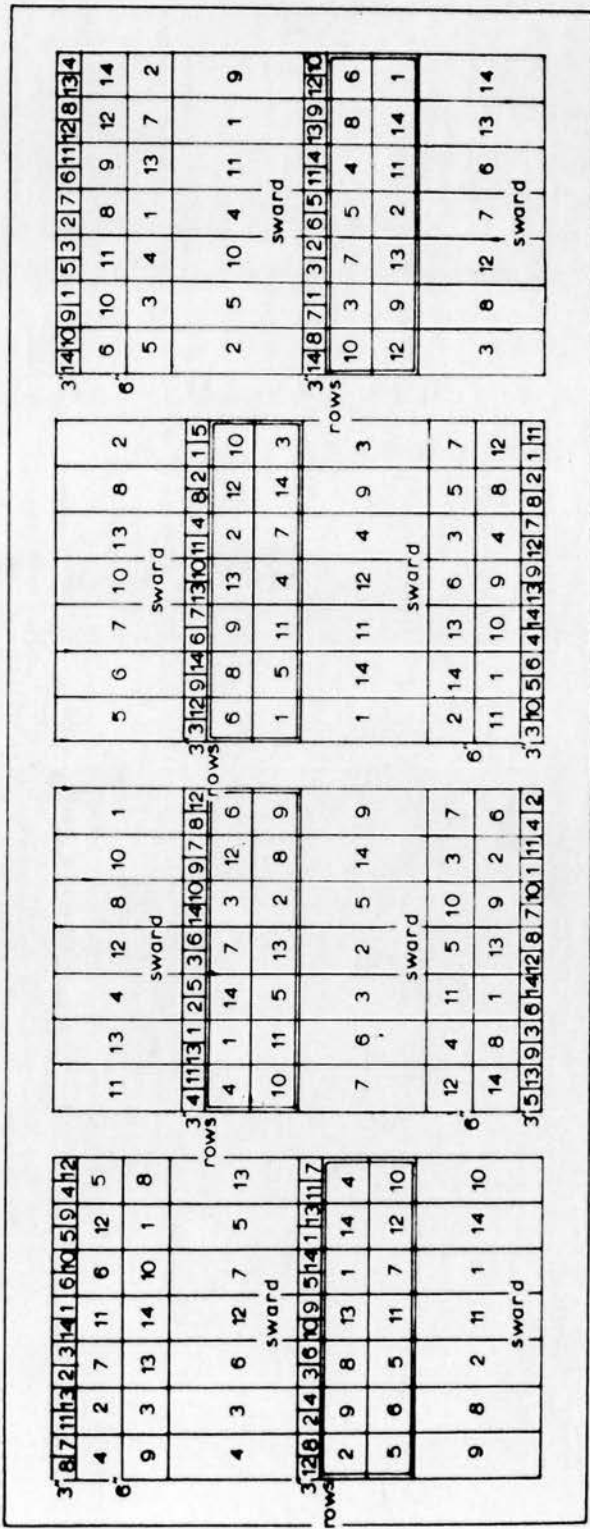 3" 8 7 11 13 2 3 14 1 6 10 5 9 4 12
4 2 7 11 6 12 5
6" 9 3 13 14 10 1 8
4 3 6 12 7 5 13
sward
3" 12 8 2 4 3 6 10 9 5 14 1 13 11 7
rows 2 9 8 13 1 14 4
5 6 5 11 7 12 10
9 8 2 11 1 14 10
sward
11 13 4 12 8 10 1
sward
3" 4 11 13 1 2 5 3 6 14 10 9 7 8 12
rows 4 1 14 7 3 12 6
10 11 5 13 2 8 9
7 6 3 2 5 14 9
sward
12 4 11 5 10 3 7
6" 14 8 1 13 9 2 6
3" 5 13 9 3 6 14 12 8 7 10 1 11 4 2
5 6 7 10 13 8 2
sward
3" 3 12 9 14 6 7 13 10 11 4 8 2 1 5
rows 6 8 9 13 2 12 10
1 5 11 4 7 14 3
1 14 11 12 4 9 3
sward
2 14 13 6 3 5 7
6" 11 1 10 9 4 8 12
3" 3 10 5 6 4 14 13 9 12 7 8 2 1 11
3" 14 10 9 1 5 3 2 7 6 11 12 8 13 4
6 10 11 8 9 12 14
6" 5 3 4 1 13 7 2
2 5 10 4 11 1 9
sward
3" 14 8 7 1 3 2 6 5 11 4 13 9 12 10
rows 10 3 7 5 4 8 6
12 9 13 2 11 14 1
3 8 12 7 6 13 14
sward